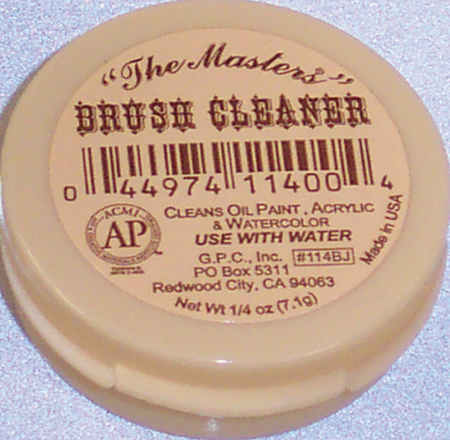 "The Masters"
BRUSH CLEANER
0 44974 11400 4
CLEANS OIL PAINT, ACRYLIC
& WATERCOLOR
USE WITH WATER
Made in USA
ACMI
AP
G.P.C., Inc. #114BJ
PO Box 5311
Redwood City, CA 94063
Net Wt 1/4 oz (7.1g)